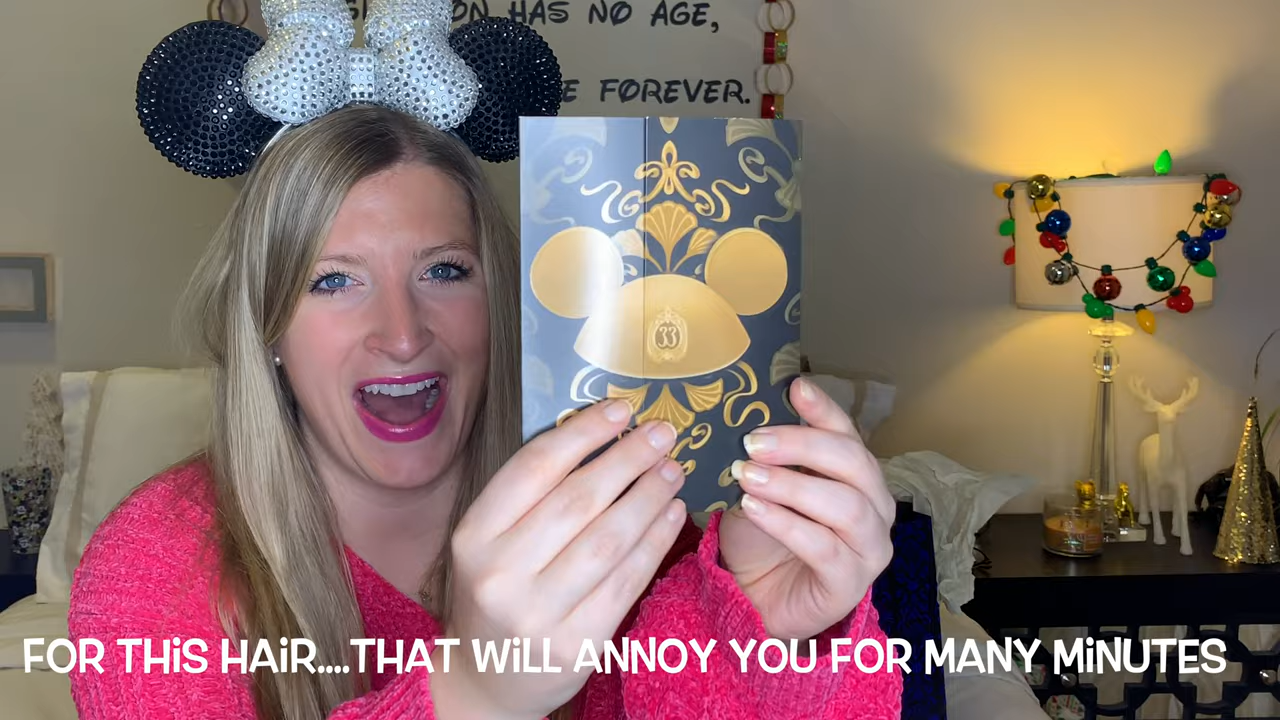 ON HAS NO AGE,
E FOREVER.
33
FOR THiS HAiR....THAT WiLL ANNOY YOU FOR MANY MiNUTES